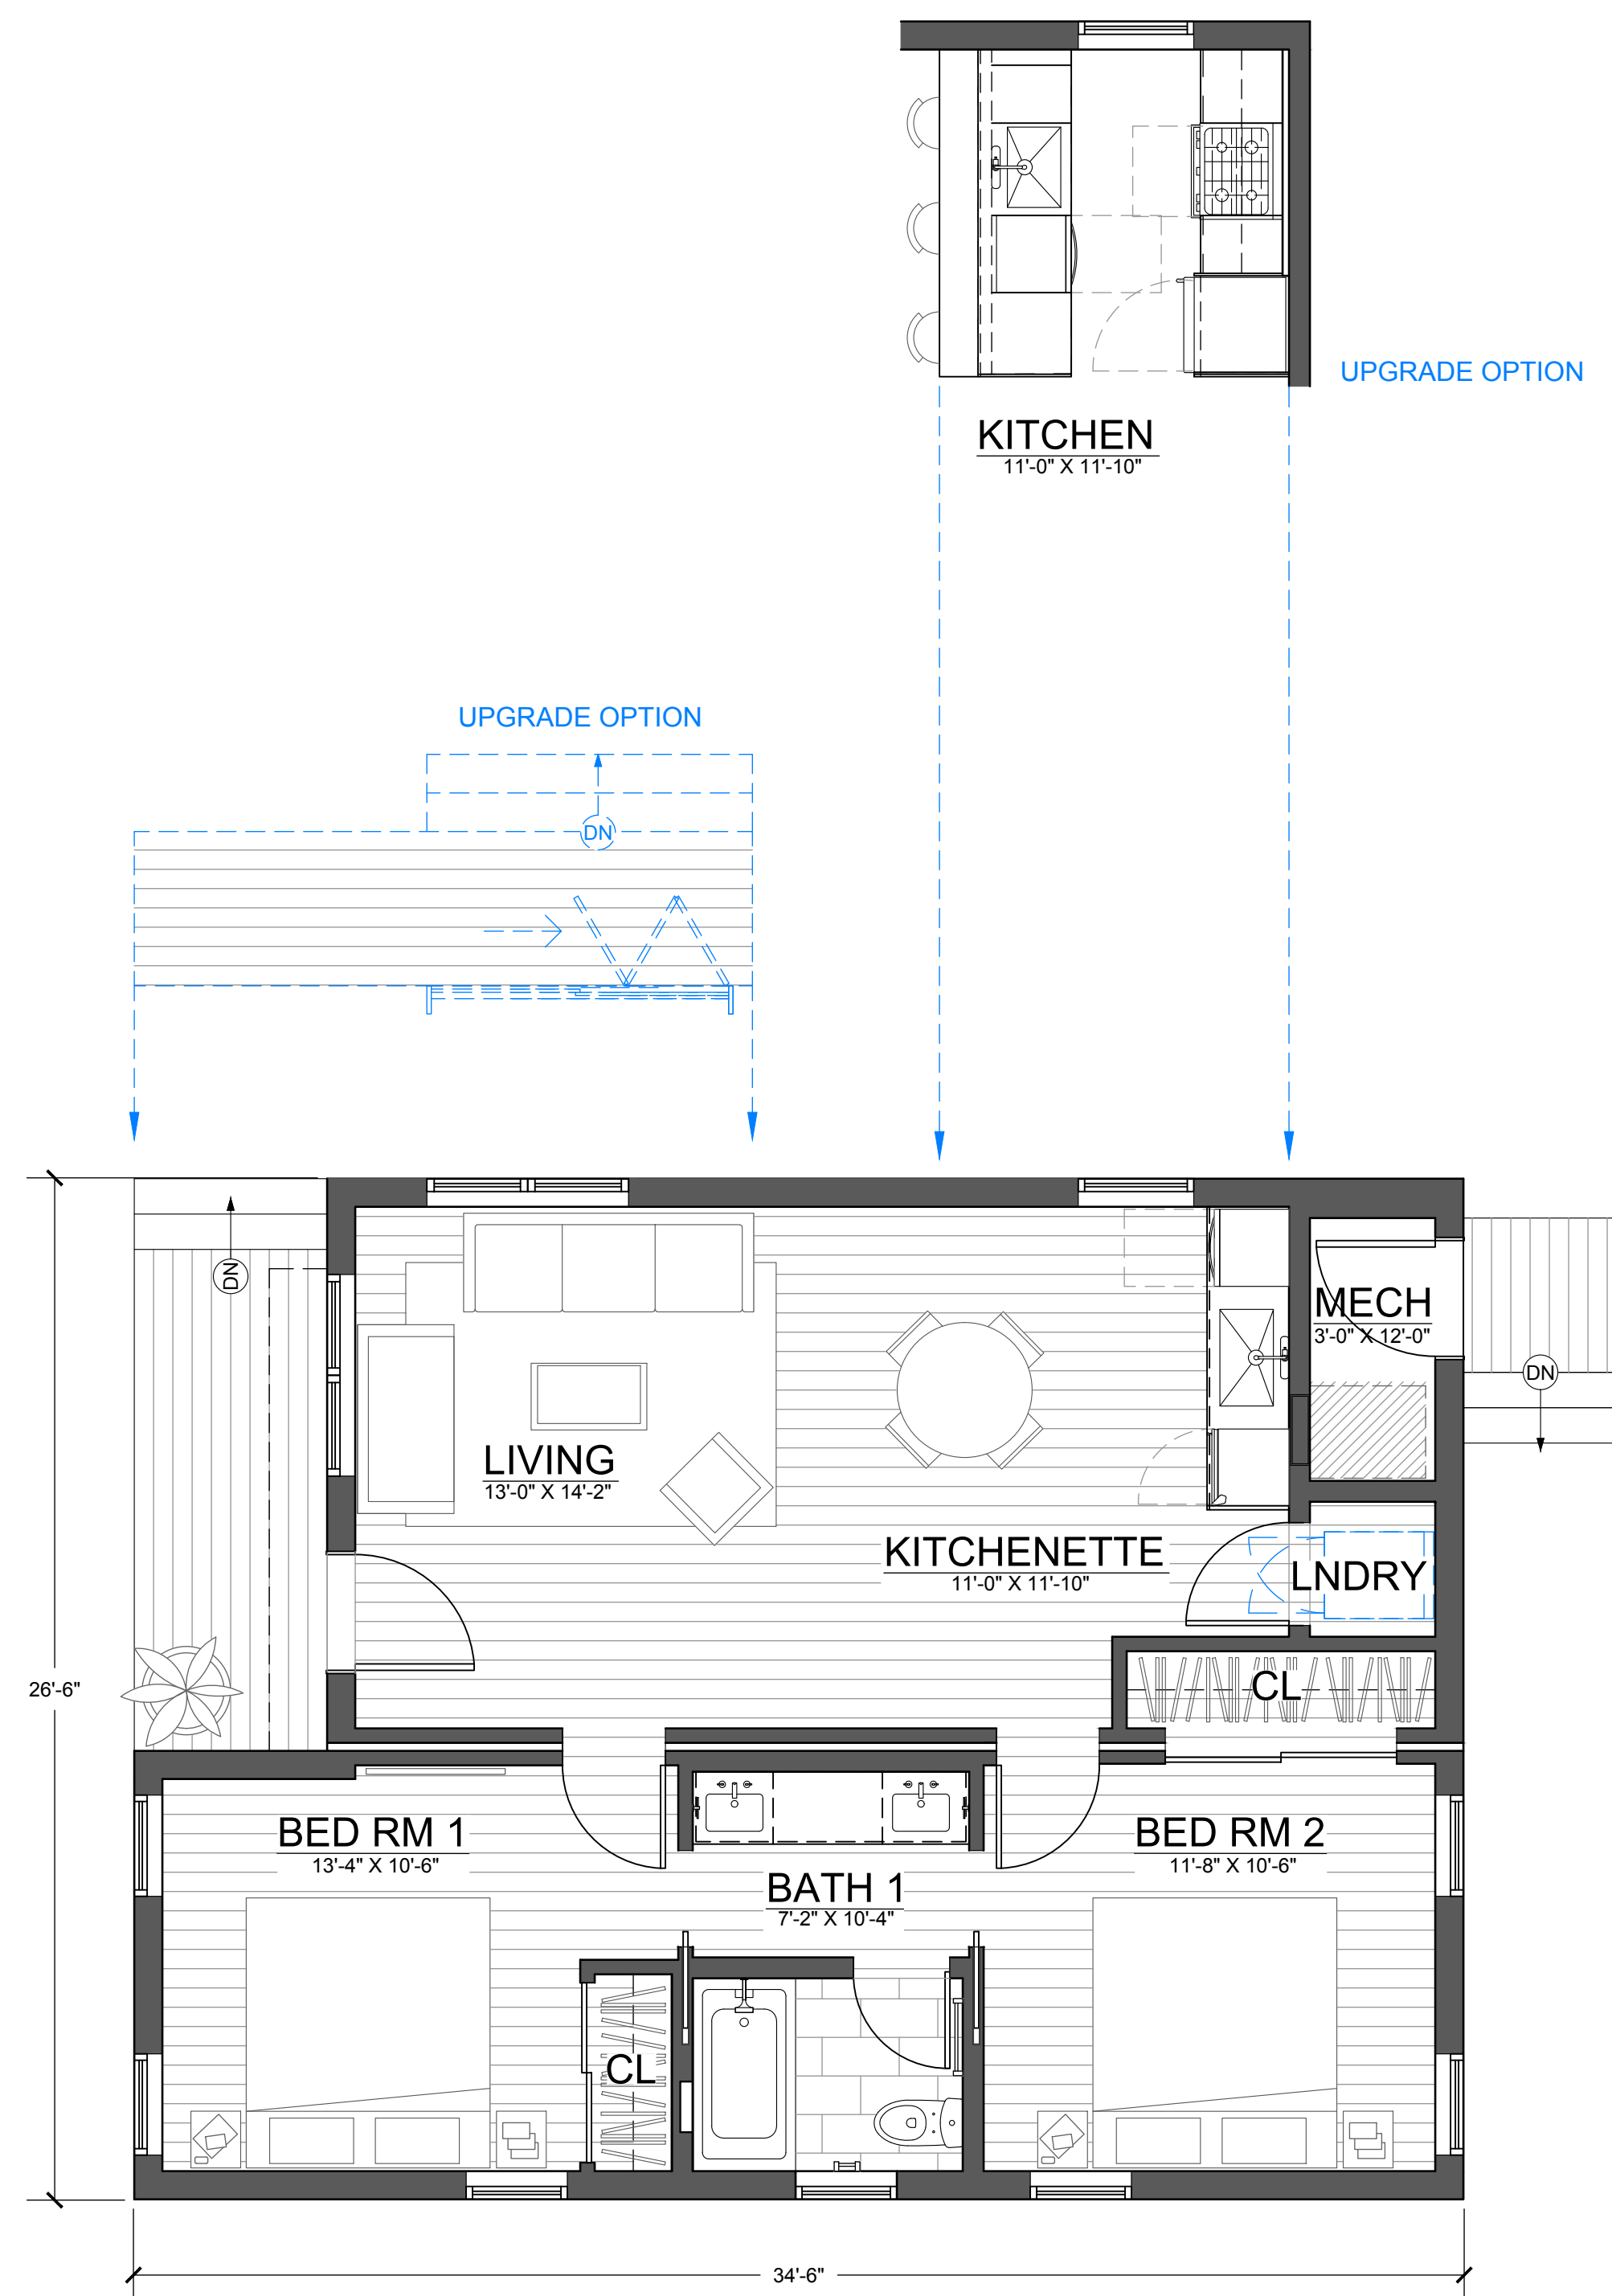 UPGRADE OPTION
KITCHEN
11'-0" X 11'-10"
UPGRADE OPTION
DN
DN
MECH
3'-0" X 12'-0"
DN
LIVING
13'-0" X 14'-2"
KITCHENETTE
11'-0" X 11'-10"
LNDRY
CL
26'-6"
BED RM 1
13'-4" X 10'-6"
BED RM 2
11'-8" X 10'-6"
BATH 1
7'-2" X 10'-4"
CL
34'-6"